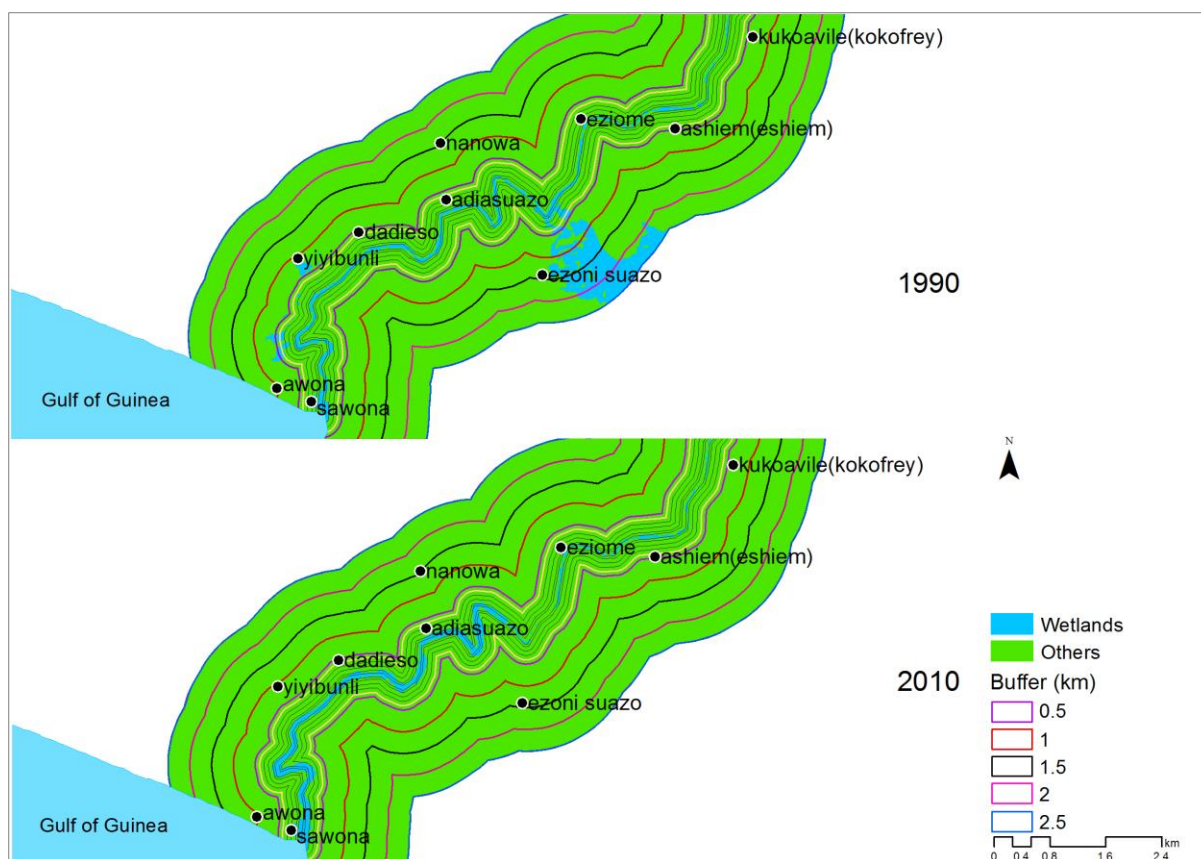 kukoavile(kokofrey)
eziome
ashiem(eshiem)
nanowa
adiasuazo
dadieso
yiyibunli
ezoni suazo
1990
awona
Gulf of Guinea
sawona
N
kukoavile(kokofrey)
eziome
ashiem(eshiem)
nanowa
adiasuazo
dadieso
yiyibunli
2010
ezoni suazo
awona
Gulf of Guinea
sawona
Wetlands
Others
Buffer (km)
0.5
1
1.5
2
2.5
km
0 0.4 0.8 1.6 2.4